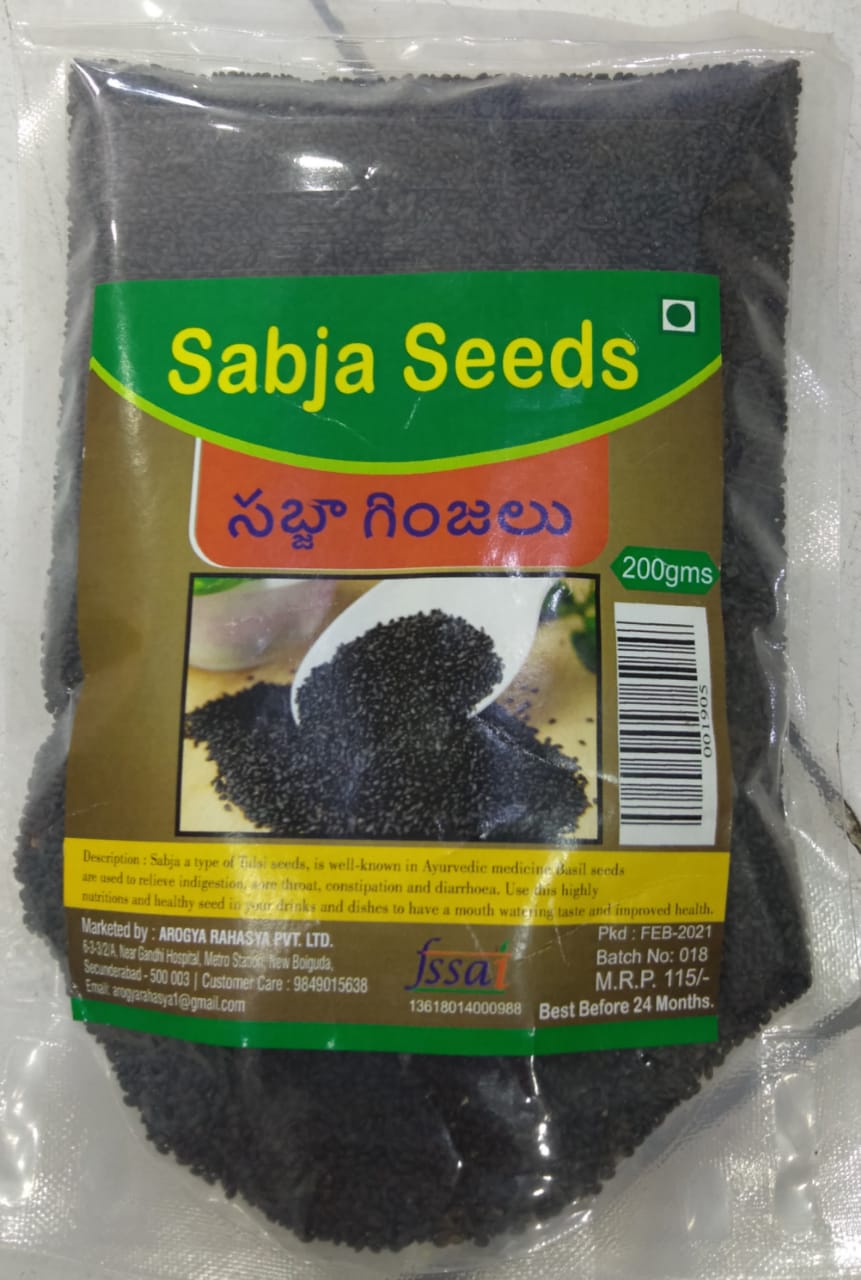 Sabja Seeds
సబ్జా గింజలు
200gms
001905
Description : Sabja a type of Tulsi seeds, is well-known in Ayurvedic medicine.Basil seeds
are used to relieve indigestion, sore throat, constipation and diarrhoea. Use this highly
nutritions and healthy seed in your drinks and dishes to have a mouth watering taste and improved health.
Marketed by : AROGYA RAHASYA PVT. LTD.
6-3-3/2/A, Near Gandhi Hospital, Metro Station, New Boiguda,
Secunderabad - 500 003 | Customer Care : 9849015638
Email: arogyarahasya1@gmail.com
fssai
13618014000988
Pkd : FEB-2021
Batch No: 018
M.R.P. 115/-
Best Before 24 Months.